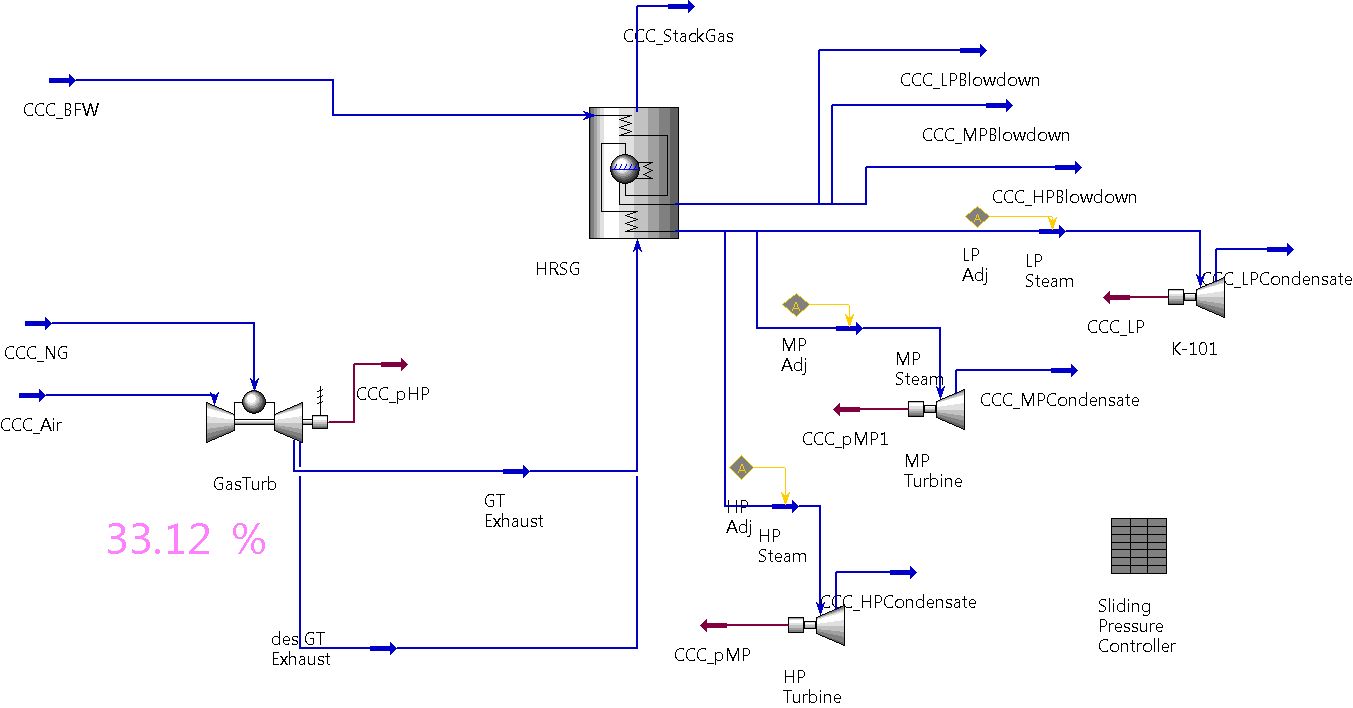 CCC_StackGas
CCC_LPBlowdown
CCC_BFW
CCC_MPBlowdown
CCC_HPBlowdown
A
LP
Adj
LP
Steam
HRSG
CCC_LPCondensate
A
CCC_LP
K-101
MP
Adj
MP
Steam
CCC_NG
CCC_pHP
CCC_Air
CCC_MPCondensate
CCC_pMP1
MP
Turbine
A
GasTurb
GT
Exhaust
HP
Adj
HP
Steam
33.12 %
CCC_HPCondensate
Sliding
Pressure
Controller
des GT
Exhaust
CCC_pMP
HP
Turbine